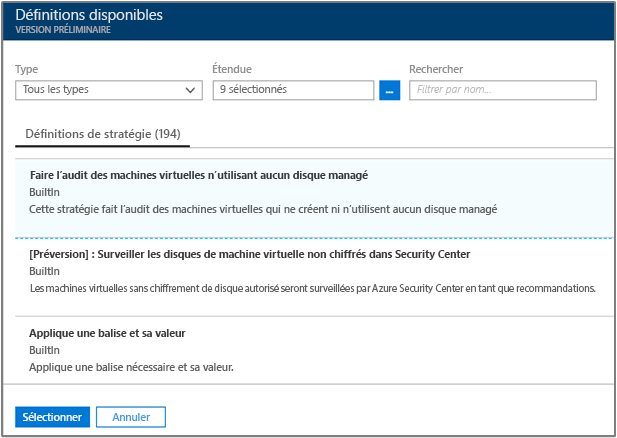 Définitions disponibles
VERSION PRÉLIMINAIRE
Type Étendue Rechercher
Tous les types 9 sélectionnés ... Filtrer par nom...
Définitions de stratégie (194)
Faire l’audit des machines virtuelles n’utilisant aucun disque managé
BuiltIn
Cette stratégie fait l’audit des machines virtuelles qui ne créent ni n’utilisent aucun disque managé
[Préversion] : Surveiller les disques de machine virtuelle non chiffrés dans Security Center
BuiltIn
Les machines virtuelles sans chiffrement de disque autorisé seront surveillées par Azure Security Center en tant que recommandations.
Applique une balise et sa valeur
BuiltIn
Applique une balise nécessaire et sa valeur.
Sélectionner Annuler